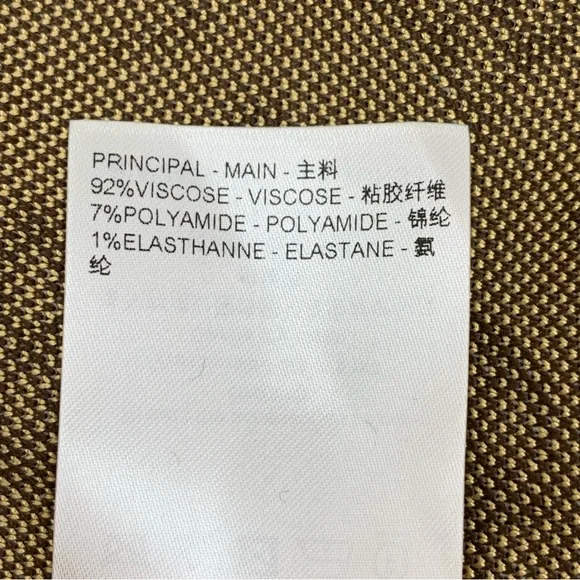 PRINCIPAL - MAIN - 主料
92%VISCOSE - VISCOSE - 粘胶纤维
7%POLYAMIDE - POLYAMIDE - 锦纶
1%ELASTHANNE - ELASTANE - 氨
纶